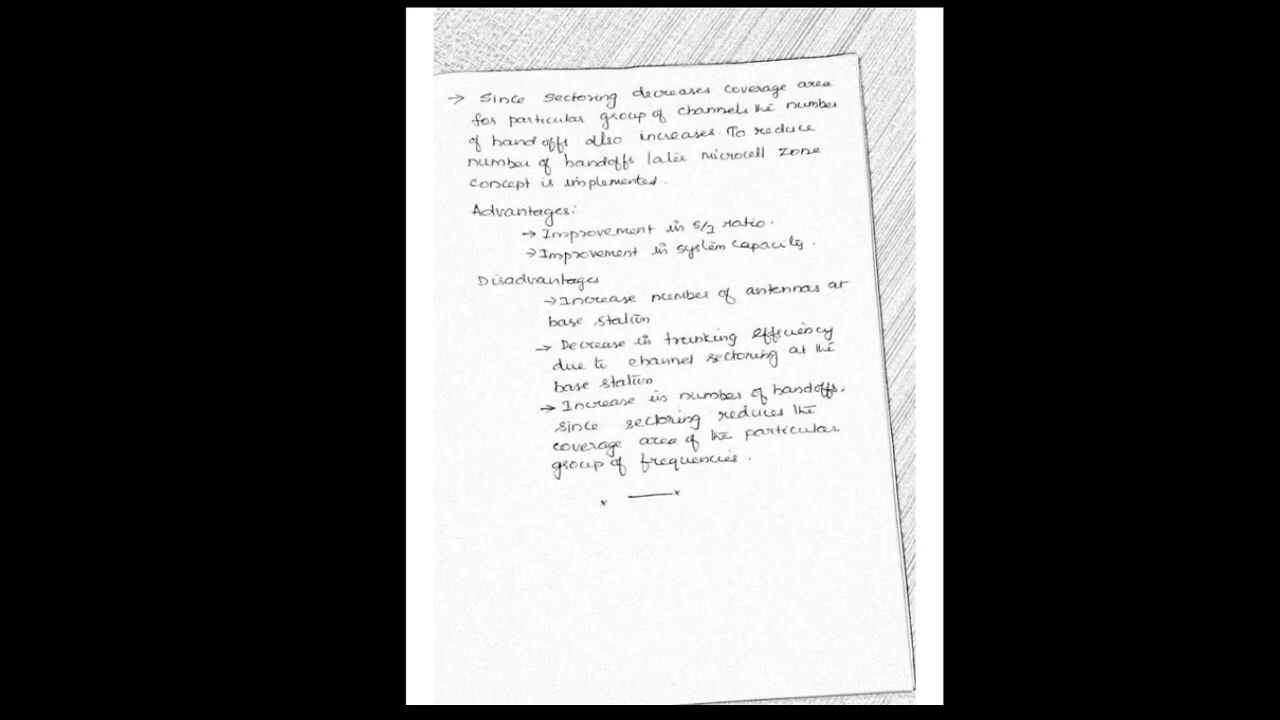 → Since sectoring decreases coverage area
for particular group of channels the number
of handoffs also increases. To reduce
number of handoffs later microcell zone
concept is implemented.
Advantages:
→ Improvement in S/I ratio.
→ Improvement in system capacity.
Disadvantages
→ Increase number of antennas at
base station
→ Decrease in trunking efficiency
due to channel sectoring at the
base station
→ Increase in number of handoffs,
since sectoring reduces the
coverage area of the particular
group of frequencies.
x — x